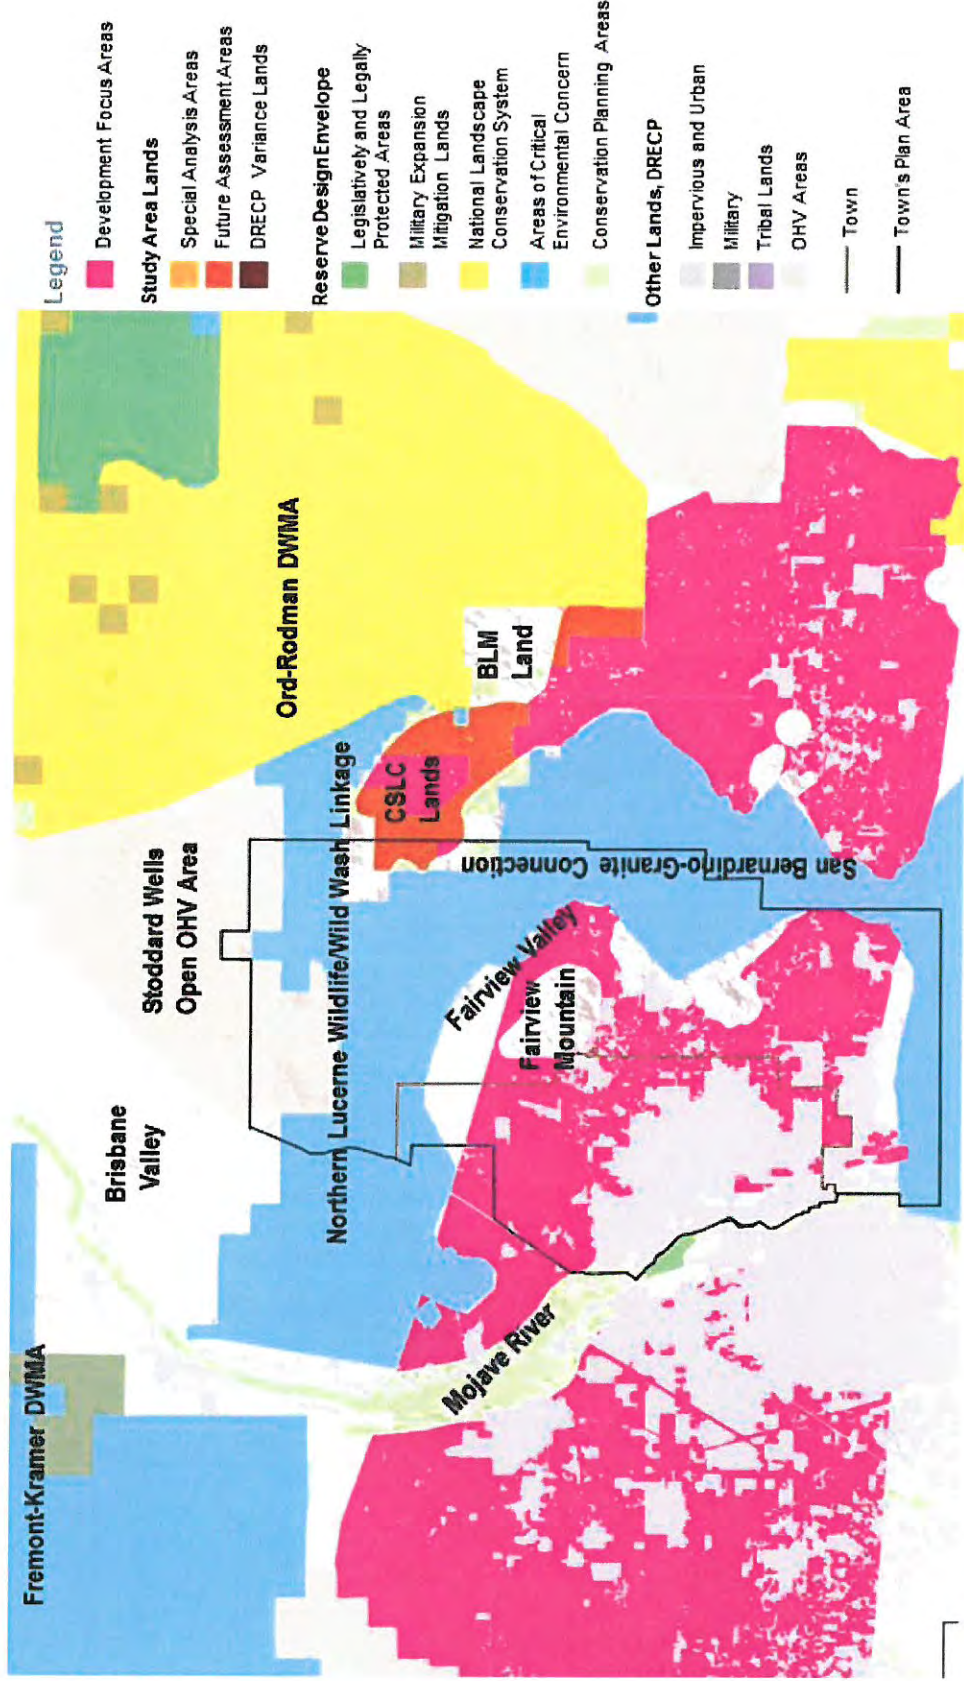 Fremont-Kramer DWMA
Brisbane
Valley
Stoddard Wells
Open OHV Area
Ord-Rodman DWMA
Northern Lucerne Wildlife/Wild Wash Linkage
CSLC
Lands
BLM
Land
Fairview Valley
Fairview
Mountain
Mojave River
San Bernardino-Granite Connection
Legend
Development Focus Areas
Study Area Lands
Special Analysis Areas
Future Assessment Areas
DRECP Variance Lands
Reserve Design Envelope
Legislatively and Legally
Protected Areas
Military Expansion
Mitigation Lands
National Landscape
Conservation System
Areas of Critical
Environmental Concern
Conservation Planning Areas
Other Lands, DRECP
Impervious and Urban
Military
Tribal Lands
OHV Areas
Town
Town's Plan Area